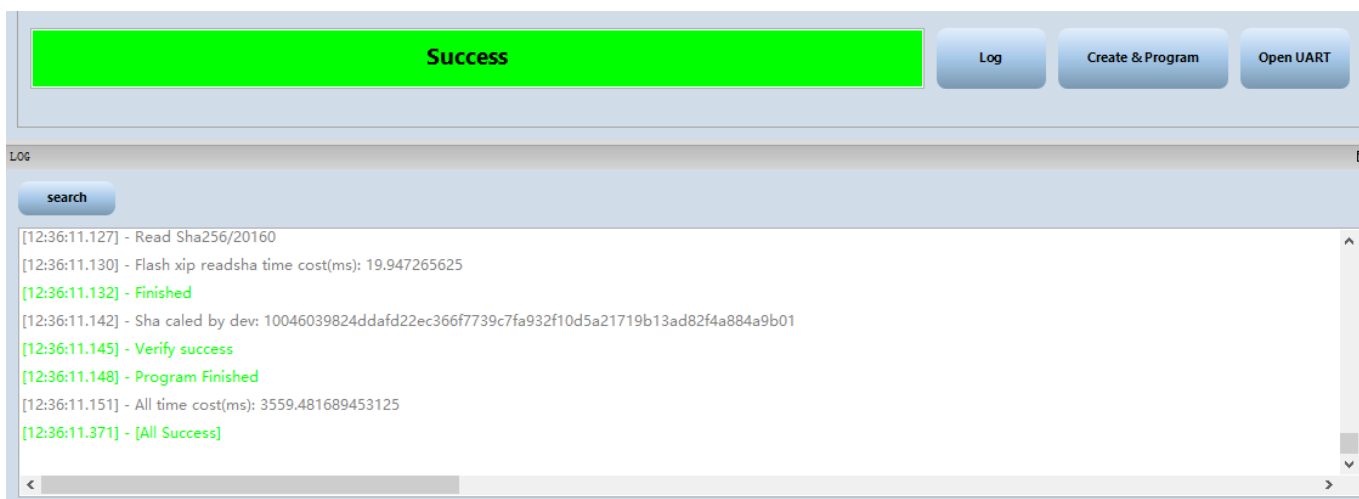 Success
Log
Create & Program
Open UART
LOG
search
[12:36:11.127] - Read Sha256/20160
[12:36:11.130] - Flash xip readsha time cost(ms): 19.947265625
[12:36:11.132] - Finished
[12:36:11.142] - Sha caled by dev: 10046039824ddafd22ec366f7739c7fa932f10d5a21719b13ad82f4a884a9b01
[12:36:11.145] - Verify success
[12:36:11.148] - Program Finished
[12:36:11.151] - All time cost(ms): 3559.481689453125
[12:36:11.371] - [All Success]